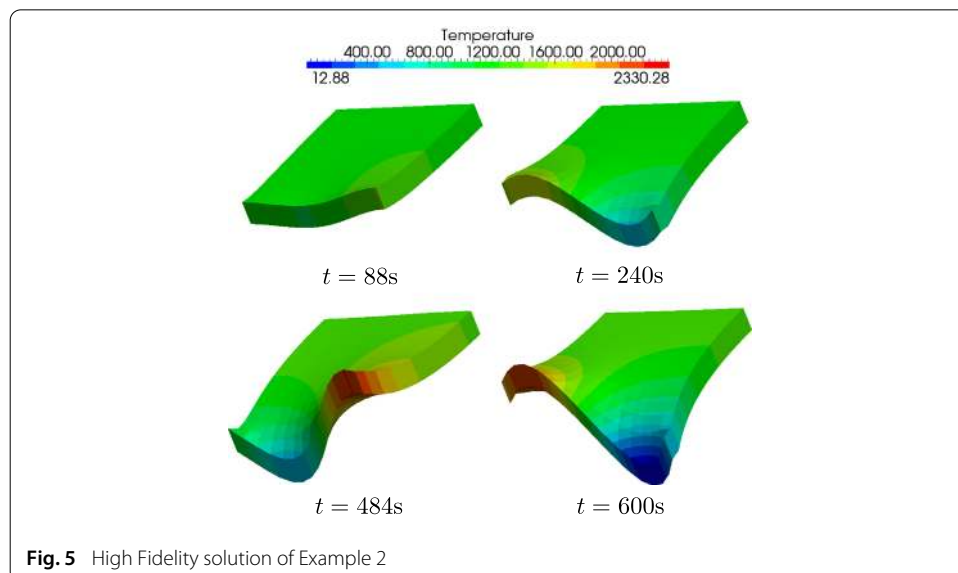 Temperature
400.00 800.00 1200.00 1600.00 2000.00
12.88 2330.28
t = 88s t = 240s
t = 484s t = 600s
Fig. 5 High Fidelity solution of Example 2